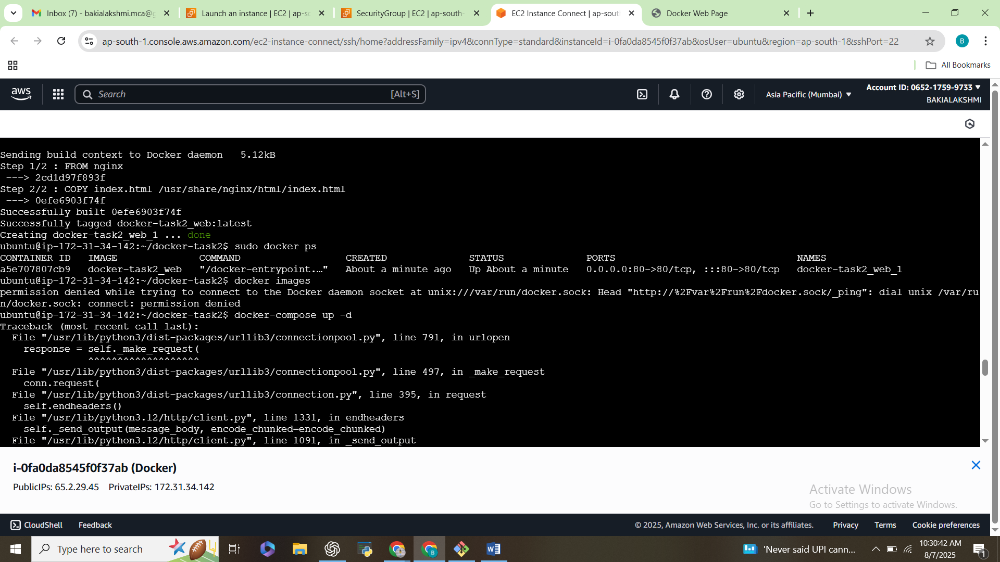 Inbox (7) - bakialakshmi.mca@g
Launch an instance | EC2 | ap-so
SecurityGroup | EC2 | ap-south-
EC2 Instance Connect | ap-sout
Docker Web Page
ap-south-1.console.aws.amazon.com/ec2-instance-connect/ssh/home?addressFamily=ipv4&connType=standard&instanceId=i-0fa0da8545f0f37ab&osUser=ubuntu&region=ap-south-1&sshPort=22
B
All Bookmarks
aws
Search
[Alt+S]
Asia Pacific (Mumbai)
Account ID: 0652-1759-9733
BAKIALAKSHMI
Sending build context to Docker daemon   5.12kB
Step 1/2 : FROM nginx
 ---> 2cd1d97f893f
Step 2/2 : COPY index.html /usr/share/nginx/html/index.html
 ---> 0efe6903f74f
Successfully built 0efe6903f74f
Successfully tagged docker-task2_web:latest
Creating docker-task2_web_1 ... done
ubuntu@ip-172-31-34-142:~/docker-task2$ sudo docker ps
CONTAINER ID   IMAGE              COMMAND                  CREATED              STATUS              PORTS                               NAMES
a5e707807cb9   docker-task2_web   "/docker-entrypoint.…"   About a minute ago   Up About a minute   0.0.0.0:80->80/tcp, :::80->80/tcp   docker-task2_web_1
ubuntu@ip-172-31-34-142:~/docker-task2$ docker images
permission denied while trying to connect to the Docker daemon socket at unix:///var/run/docker.sock: Head "http://%2Fvar%2Frun%2Fdocker.sock/_ping": dial unix /var/ru
n/docker.sock: connect: permission denied
ubuntu@ip-172-31-34-142:~/docker-task2$ docker-compose up -d
Traceback (most recent call last):
  File "/usr/lib/python3/dist-packages/urllib3/connectionpool.py", line 791, in urlopen
    response = self._make_request(
               ^^^^^^^^^^^^^^^^^^^
  File "/usr/lib/python3/dist-packages/urllib3/connectionpool.py", line 497, in _make_request
    conn.request(
  File "/usr/lib/python3/dist-packages/urllib3/connection.py", line 395, in request
    self.endheaders()
  File "/usr/lib/python3.12/http/client.py", line 1331, in endheaders
    self._send_output(message_body, encode_chunked=encode_chunked)
  File "/usr/lib/python3.12/http/client.py", line 1091, in _send_output
i-0fa0da8545f0f37ab (Docker)
PublicIPs: 65.2.29.45 PrivateIPs: 172.31.34.142
Activate Windows
Go to Settings to activate Windows.
CloudShell
Feedback
© 2025, Amazon Web Services, Inc. or its affiliates.
Privacy
Terms
Cookie preferences
Type here to search
'Never said UPI cann...
10:30:42 AM
8/7/2025
1